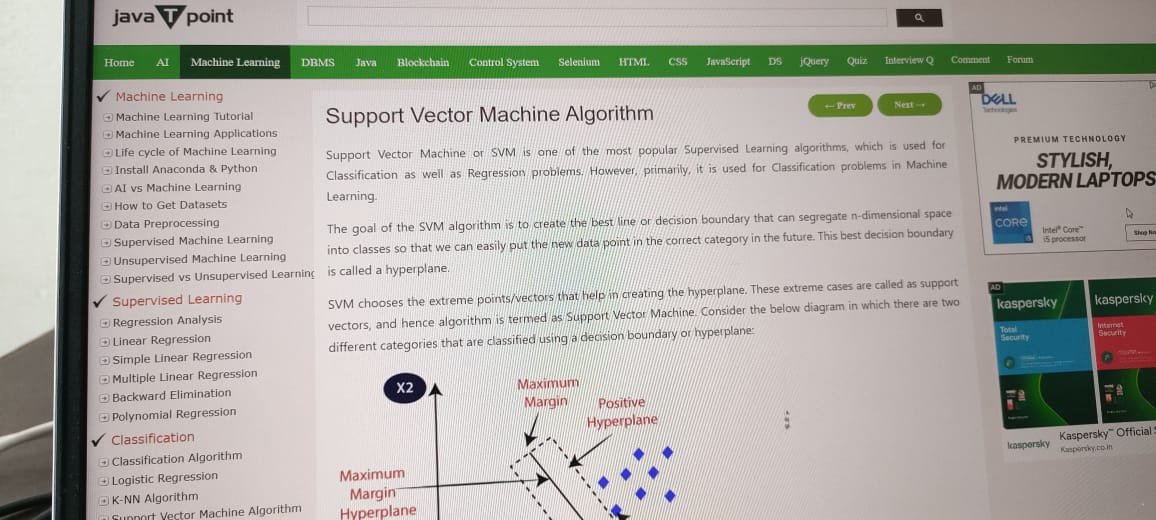 javaTpoint
Home AI Machine Learning DBMS Java Blockchain Control System Selenium HTML CSS JavaScript DS jQuery Quiz Interview Q Comment Forum
Machine Learning
Machine Learning Tutorial
Machine Learning Applications
Life cycle of Machine Learning
Install Anaconda & Python
AI vs Machine Learning
How to Get Datasets
Data Preprocessing
Supervised Machine Learning
Unsupervised Machine Learning
Supervised vs Unsupervised Learning
Supervised Learning
Regression Analysis
Linear Regression
Simple Linear Regression
Multiple Linear Regression
Backward Elimination
Polynomial Regression
Classification
Classification Algorithm
Logistic Regression
K-NN Algorithm
Support Vector Machine Algorithm
Support Vector Machine Algorithm
← Prev
Next →
Support Vector Machine or SVM is one of the most popular Supervised Learning algorithms, which is used for
Classification as well as Regression problems. However, primarily, it is used for Classification problems in Machine
Learning.
The goal of the SVM algorithm is to create the best line or decision boundary that can segregate n-dimensional space
into classes so that we can easily put the new data point in the correct category in the future. This best decision boundary
is called a hyperplane.
SVM chooses the extreme points/vectors that help in creating the hyperplane. These extreme cases are called as support
vectors, and hence algorithm is termed as Support Vector Machine. Consider the below diagram in which there are two
different categories that are classified using a decision boundary or hyperplane:
X2
Maximum
Margin
Positive
Hyperplane
Maximum
Margin
Hyperplane
AD
DELL
Technologies
PREMIUM TECHNOLOGY
STYLISH,
MODERN LAPTOPS
intel
CORE
i5
Intel® Core™
i5 processor
Shop No
AD
kaspersky
Total
Security
kaspersky
Internet
Security
kaspersky
Kaspersky™ Official
Kaspersky.co.in